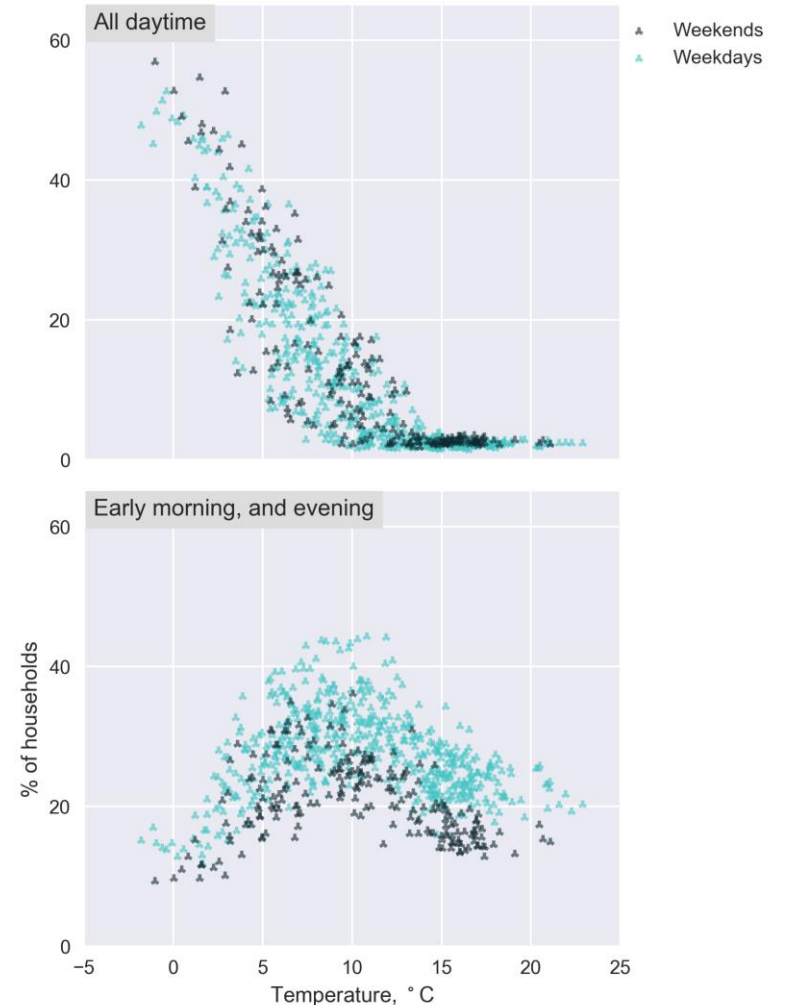 All daytime
Weekends
Weekdays
60
40
20
0
Early morning, and evening
60
40
20
0
% of households
−5 0 5 10 15 20 25
Temperature, °C